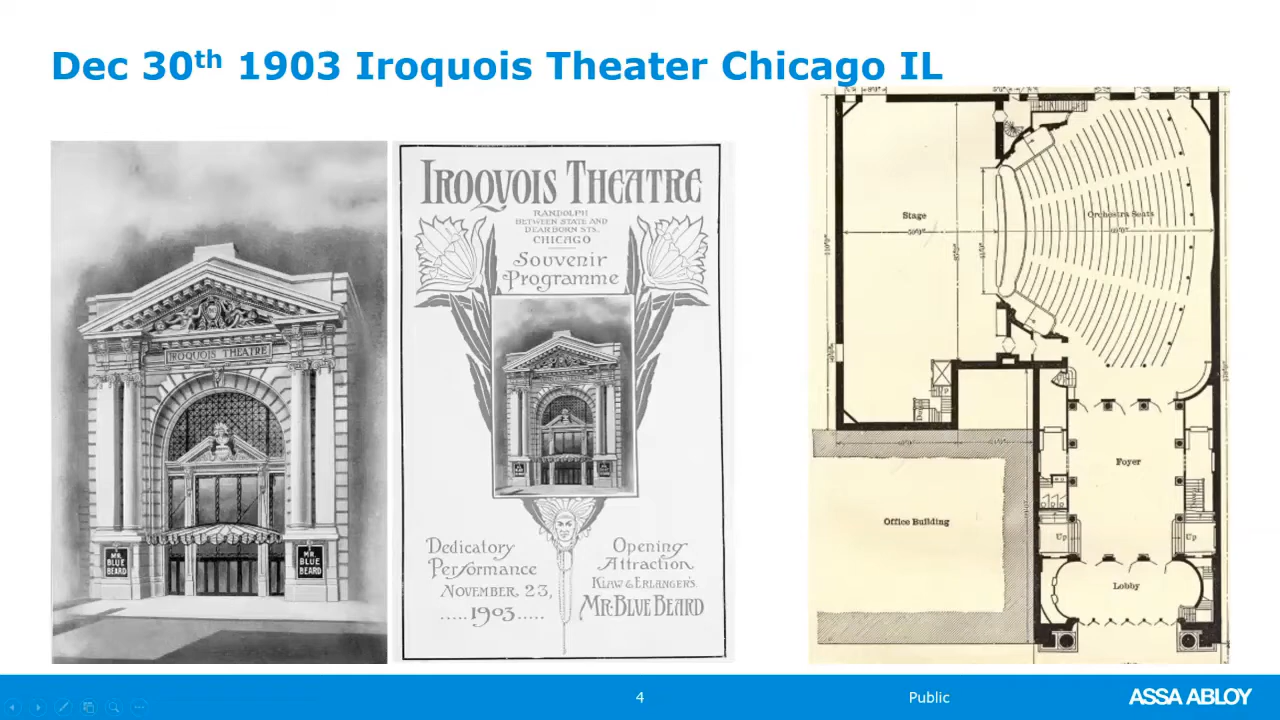 Dec 30th 1903 Iroquois Theater Chicago IL
IROQUOIS THEATRE
MR.
BLUE
BEARD
MR.
BLUE
BEARD
IROQVOIS THEATRE
RANDOLPH
BETWEEN STATE AND
DEARBORN STS.
CHICAGO
Souvenir
Programme
Dedicatory
Performance
NOVEMBER, 23,
.....1903.....
Opening
Attraction
KLAW & ERLANGER'S.
MR. BLUE BEARD
Stage
Orchestra Seats
Foyer
Office Building
Up
Up
Lobby
4
Public
ASSA ABLOY